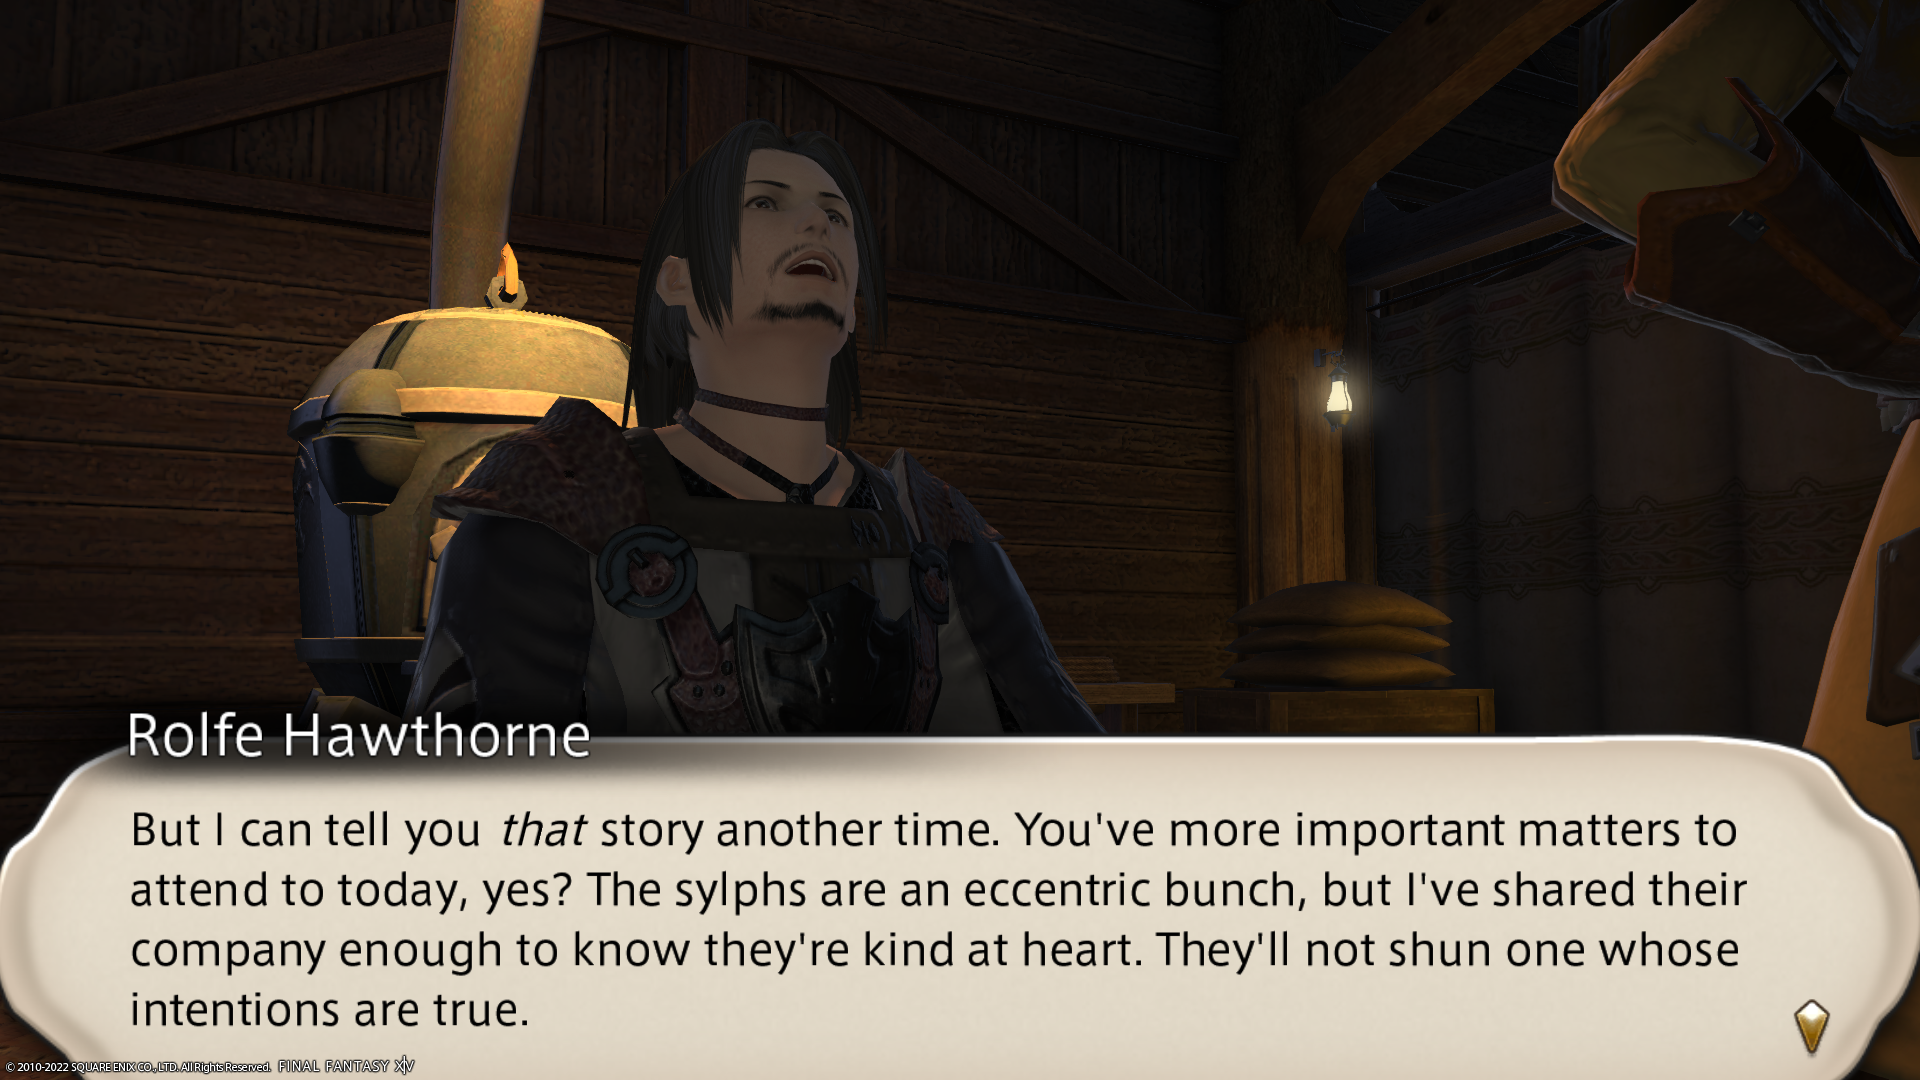 Rolfe Hawthorne
But I can tell you that story another time. You've more important matters to
attend to today, yes? The sylphs are an eccentric bunch, but I've shared their
company enough to know they're kind at heart. They'll not shun one whose
intentions are true.
© 2010-2022 SQUARE ENIX CO., LTD. All Rights Reserved. FINAL FANTASY XIV